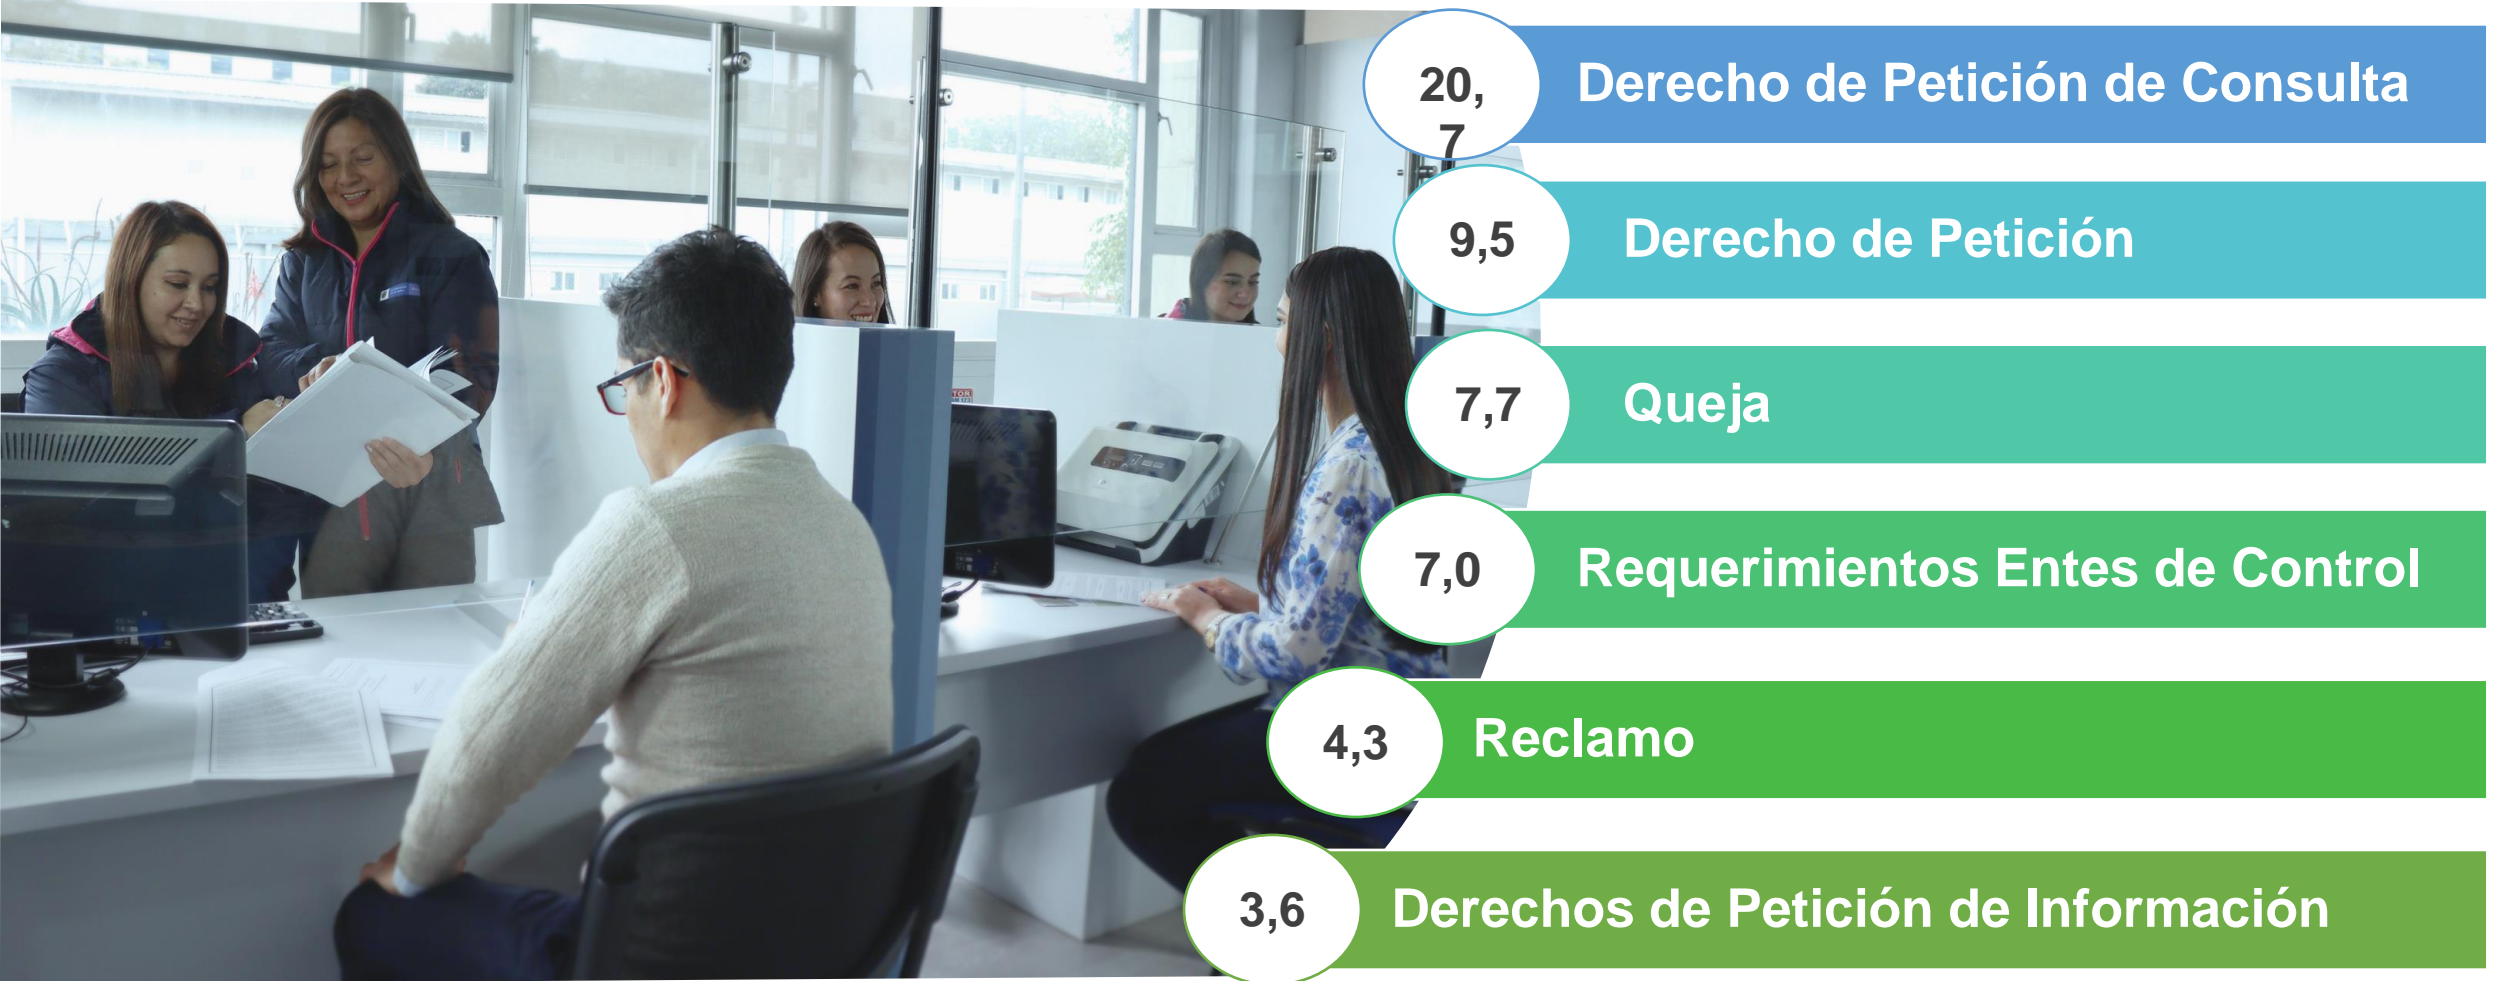 20,
7
Derecho de Petición de Consulta
9,5
Derecho de Petición
7,7
Queja
7,0
Requerimientos Entes de Control
4,3
Reclamo
3,6
Derechos de Petición de Información